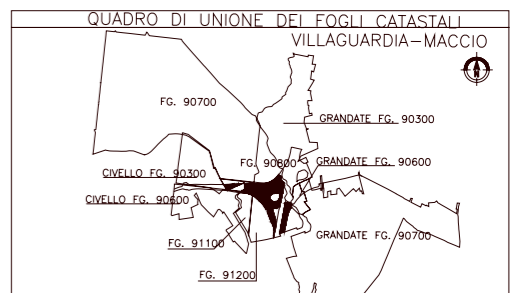 QUADRO DI UNIONE DEI FOGLI CATASTALI
VILLAGUARDIA-MACCIO
N
FG. 90700
GRANDATE FG. 90300
FG. 90800
GRANDATE FG. 90600
CIVELLO FG. 90300
CIVELLO FG. 90600
GRANDATE FG. 90700
FG. 91100
FG. 91200